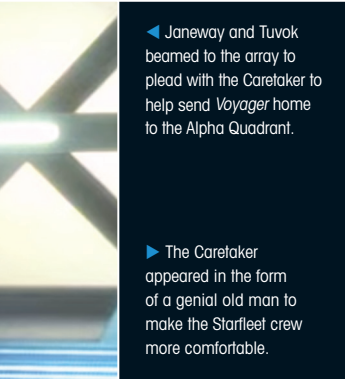 ◀ Janeway and Tuvok
beamed to the array to
plead with the Caretaker to
help send Voyager home
to the Alpha Quadrant.
▶ The Caretaker
appeared in the form
of a genial old man to
make the Starfleet crew
more comfortable.